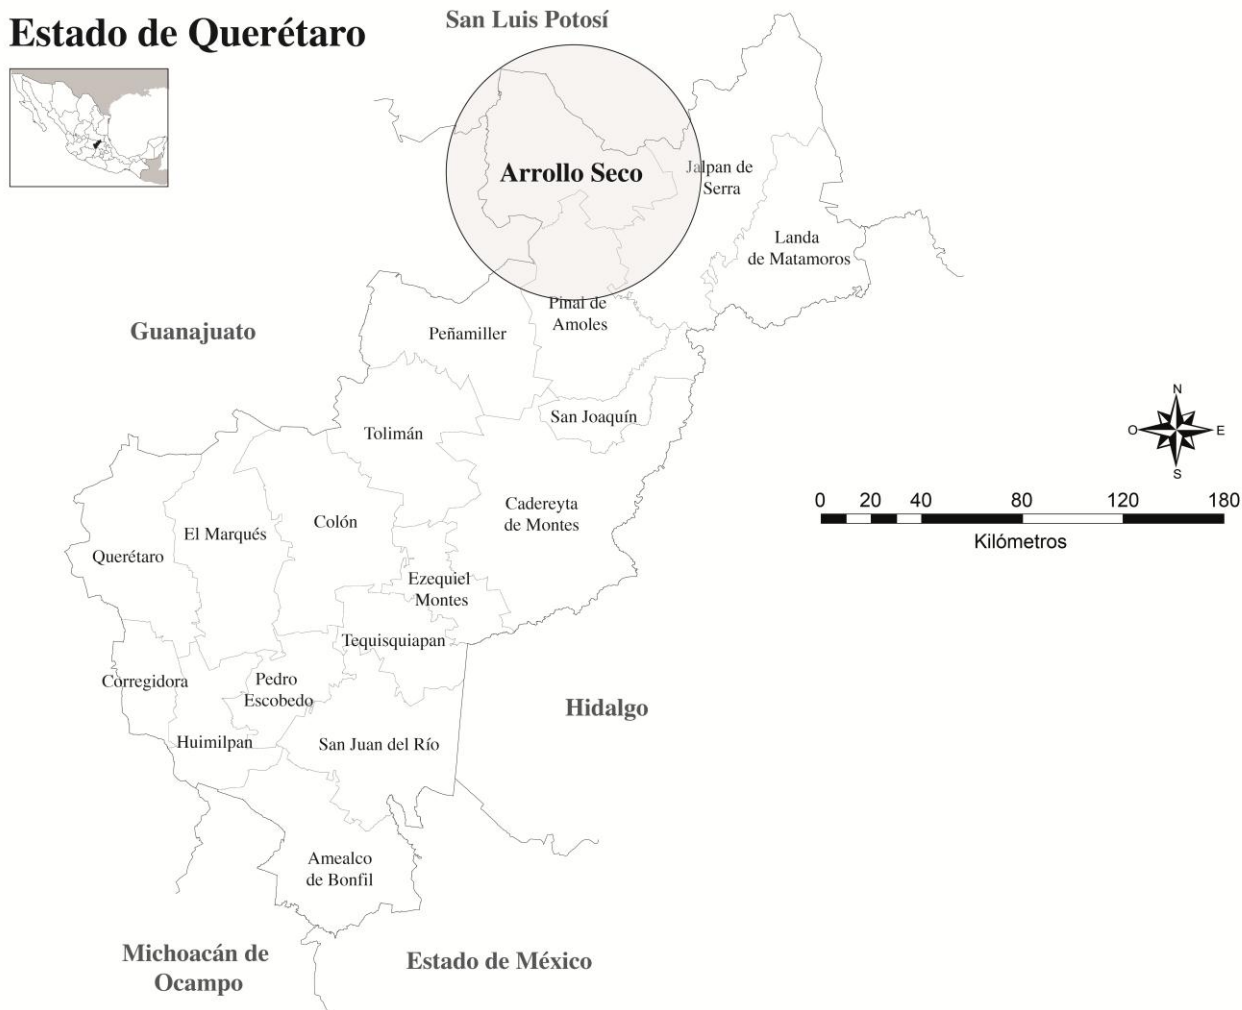 San Luis Potosí
Estado de Querétaro
Arrollo Seco
Jalpan de
Serra
Landa
de Matamoros
Pinal de
Amoles
Guanajuato
Peñamiller
San Joaquín
Tolimán
N
O
E
S
Cadereyta
de Montes
0 20 40 80 120 180
Kilómetros
Colón
El Marqués
Querétaro
Ezequiel
Montes
Tequisquiapan
Corregidora
Pedro
Escobedo
Hidalgo
Huimilpan
San Juan del Río
Amealco
de Bonfil
Michoacán de
Ocampo
Estado de México